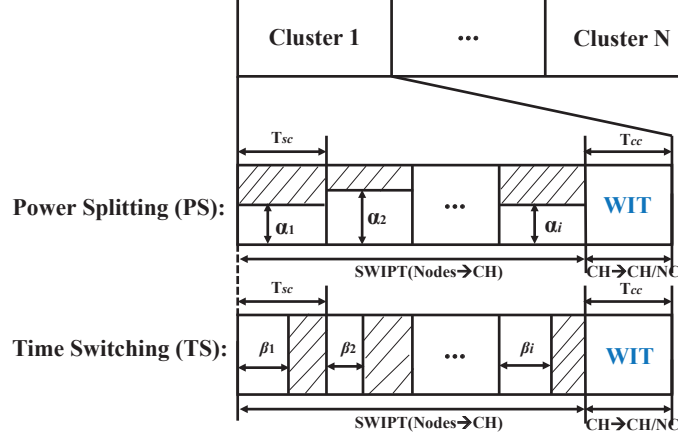 Cluster 1 ... Cluster N
Tsc Tcc
Power Splitting (PS): α1 α2 ... αi WIT
SWIPT(Nodes→CH) CH→CH/NC
Tsc Tcc
Time Switching (TS): β1 β2 ... βi WIT
SWIPT(Nodes→CH) CH→CH/NC